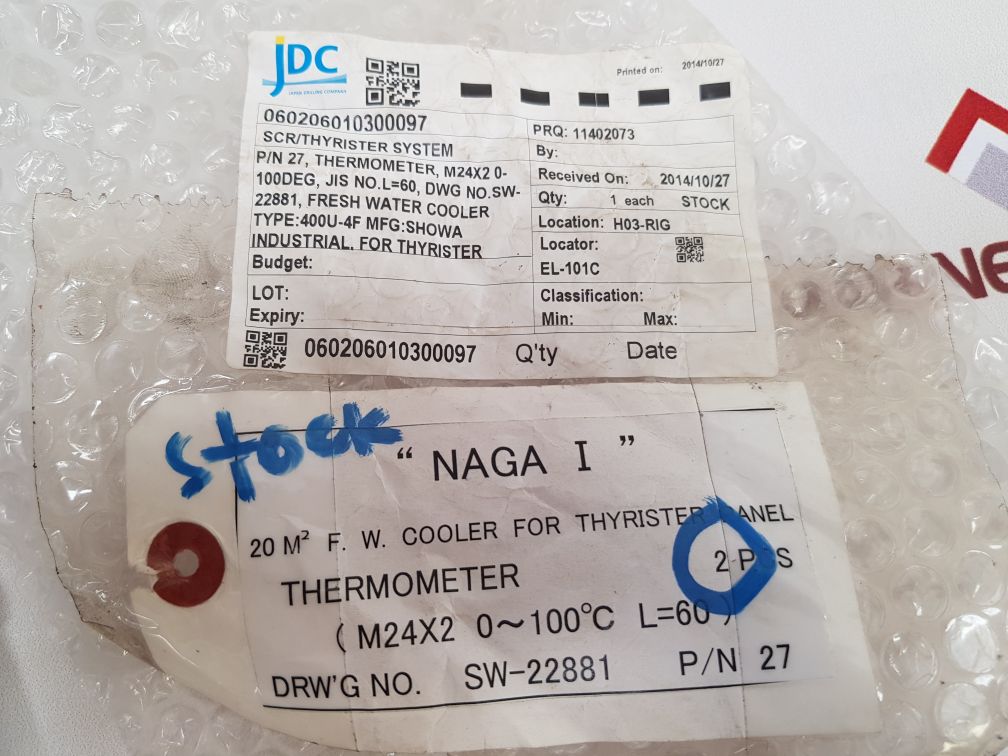 JDC
JAPAN DRILLING COMPANY
Printed on: 2014/10/27
060206010300097
SCR/THYRISTER SYSTEM
P/N 27, THERMOMETER, M24X2 0-
100DEG, JIS NO.L=60, DWG NO.SW-
22881, FRESH WATER COOLER
TYPE:400U-4F MFG:SHOWA
INDUSTRIAL. FOR THYRISTER
Budget:
LOT:
Expiry:
PRQ: 11402073
By:
Received On: 2014/10/27
Qty: 1 each STOCK
Location: H03-RIG
Locator:
EL-101C
Classification:
Min: Max:
060206010300097 Q'ty Date
stock
“ NAGA I ”
20 M² F. W. COOLER FOR THYRISTER PANEL
THERMOMETER 2 PCS
( M24X2 0～100℃ L=60 )
DRW'G NO. SW-22881 P/N 27